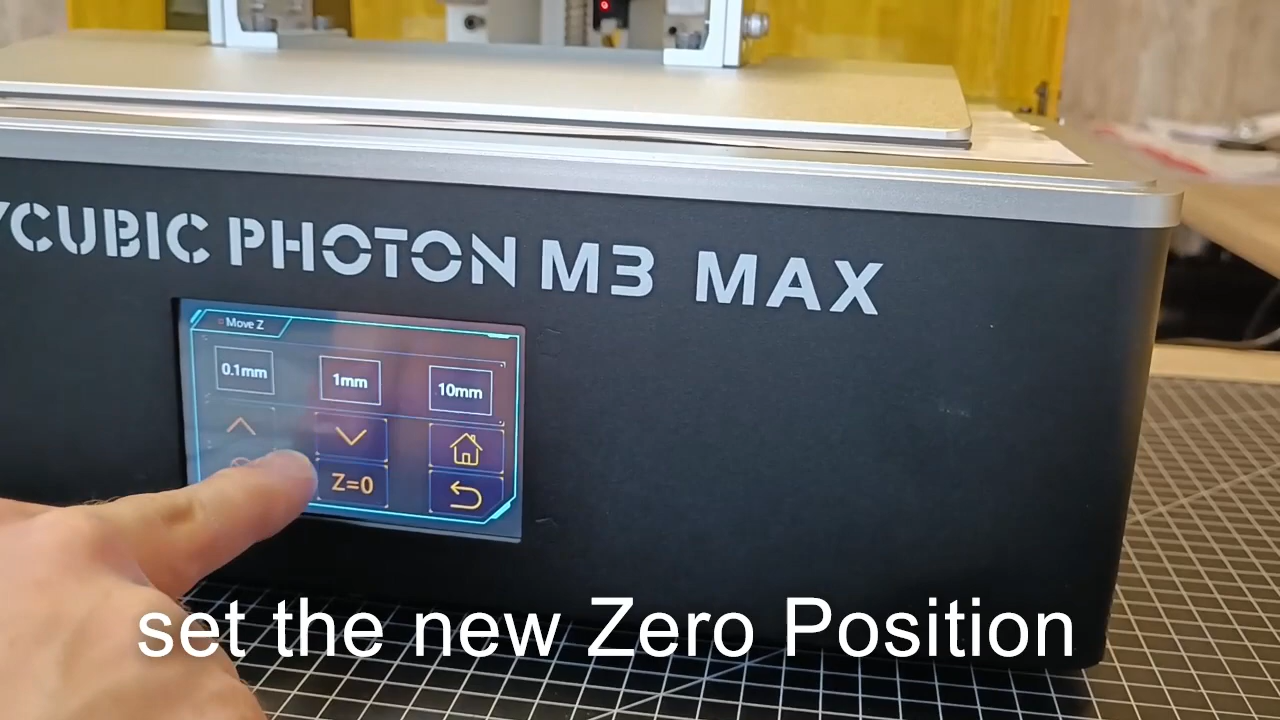 YCUBIC PHOTON M3 MAX
Move Z
0.1mm 1mm 10mm
Z=0
set the new Zero Position